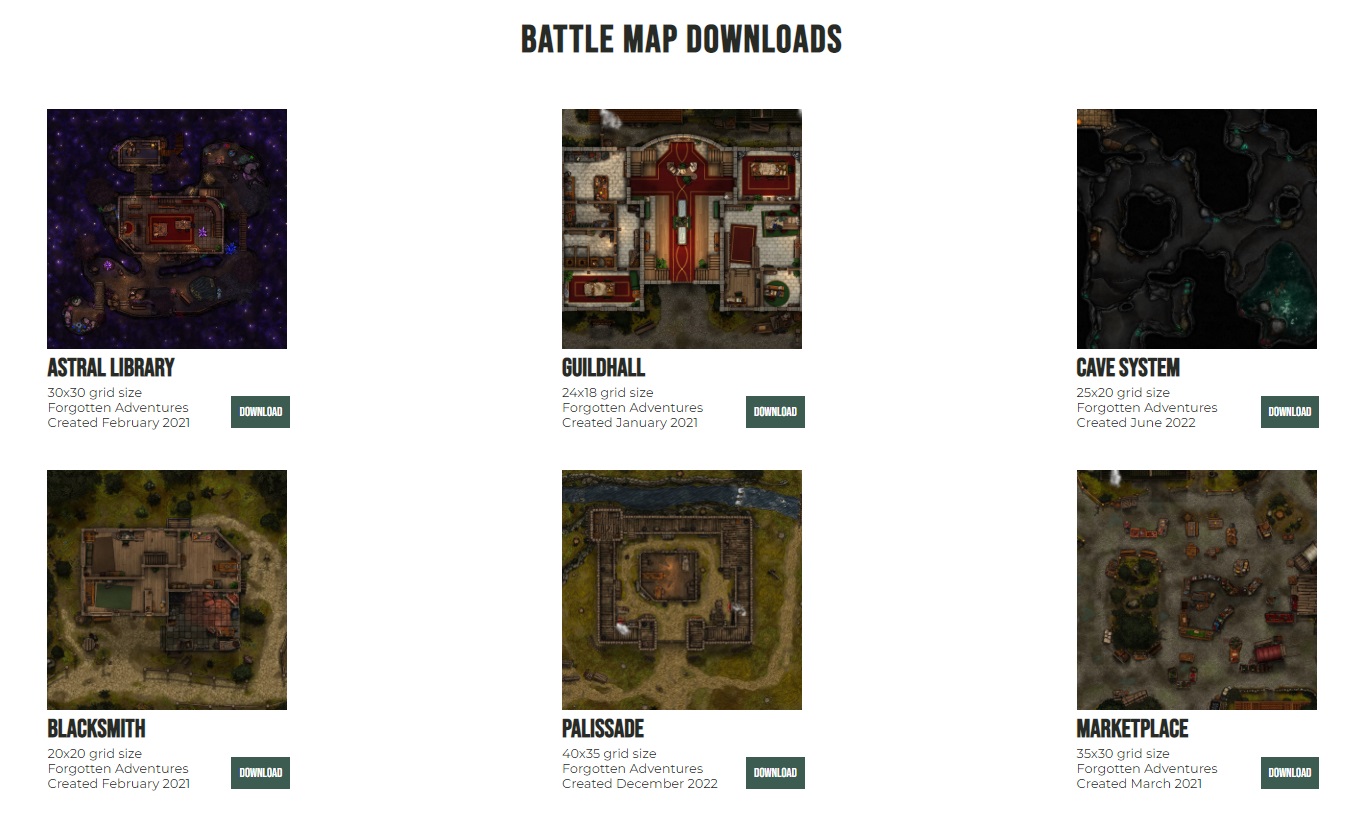 BATTLE MAP DOWNLOADS
ASTRAL LIBRARY
30x30 grid size
Forgotten Adventures
Created February 2021
DOWNLOAD
GUILDHALL
24x18 grid size
Forgotten Adventures
Created January 2021
DOWNLOAD
CAVE SYSTEM
25x20 grid size
Forgotten Adventures
Created June 2022
DOWNLOAD
BLACKSMITH
20x20 grid size
Forgotten Adventures
Created February 2021
DOWNLOAD
PALISSADE
40x35 grid size
Forgotten Adventures
Created December 2022
DOWNLOAD
MARKETPLACE
35x30 grid size
Forgotten Adventures
Created March 2021
DOWNLOAD